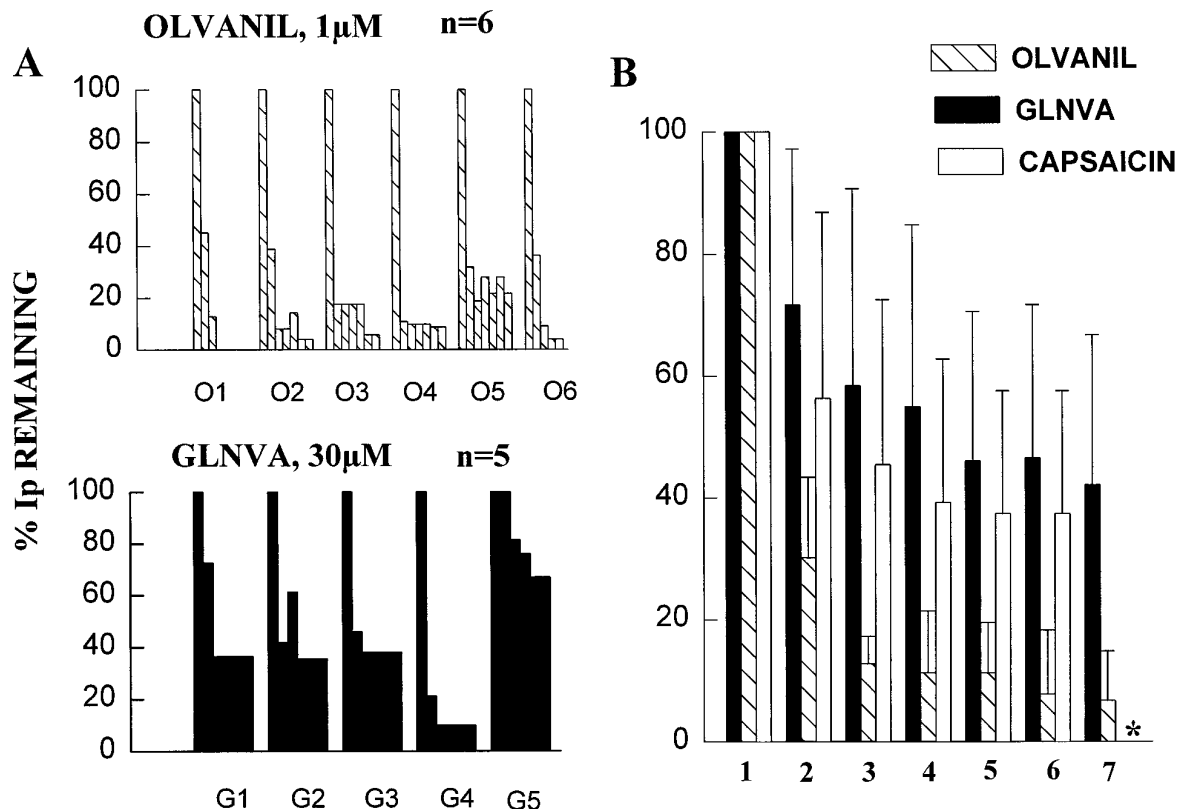 A
OLVANIL, 1µM n=6
% Ip REMAINING
100
80
60
40
20
0
O1 O2 O3 O4 O5 O6
GLNVA, 30µM n=5
100
80
60
40
20
0
G1 G2 G3 G4 G5
B
OLVANIL
GLNVA
CAPSAICIN
100
80
60
40
20
0
*
1 2 3 4 5 6 7